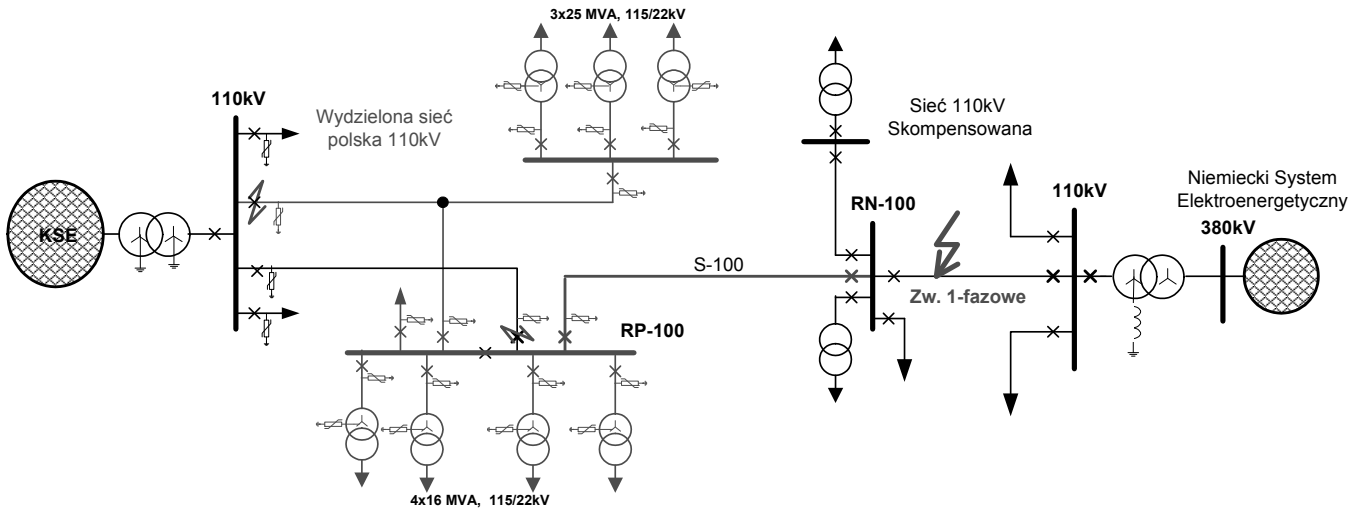 3x25 MVA, 115/22kV
110kV
Wydzielona sieć
polska 110kV
Sieć 110kV
Skompensowana
Niemiecki System
Elektroenergetyczny
380kV
110kV
RN-100
KSE
S-100
Zw. 1-fazowe
RP-100
4x16 MVA, 115/22kV